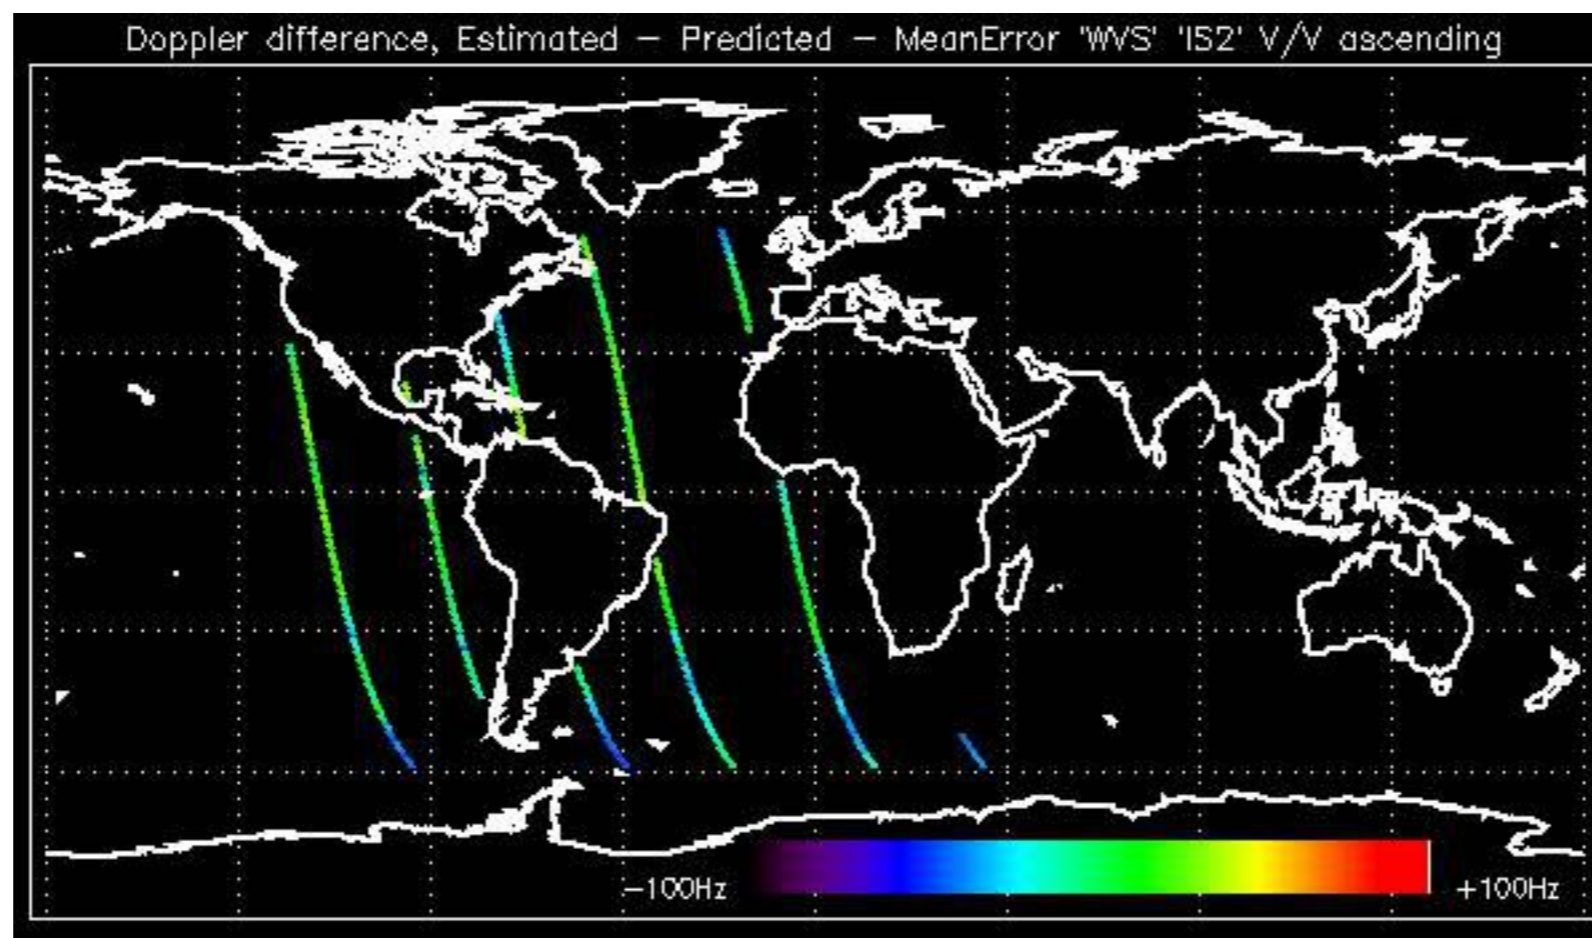 Doppler difference, Estimated – Predicted – MeanError 'WVS' 'IS2' V/V ascending
–100Hz
+100Hz